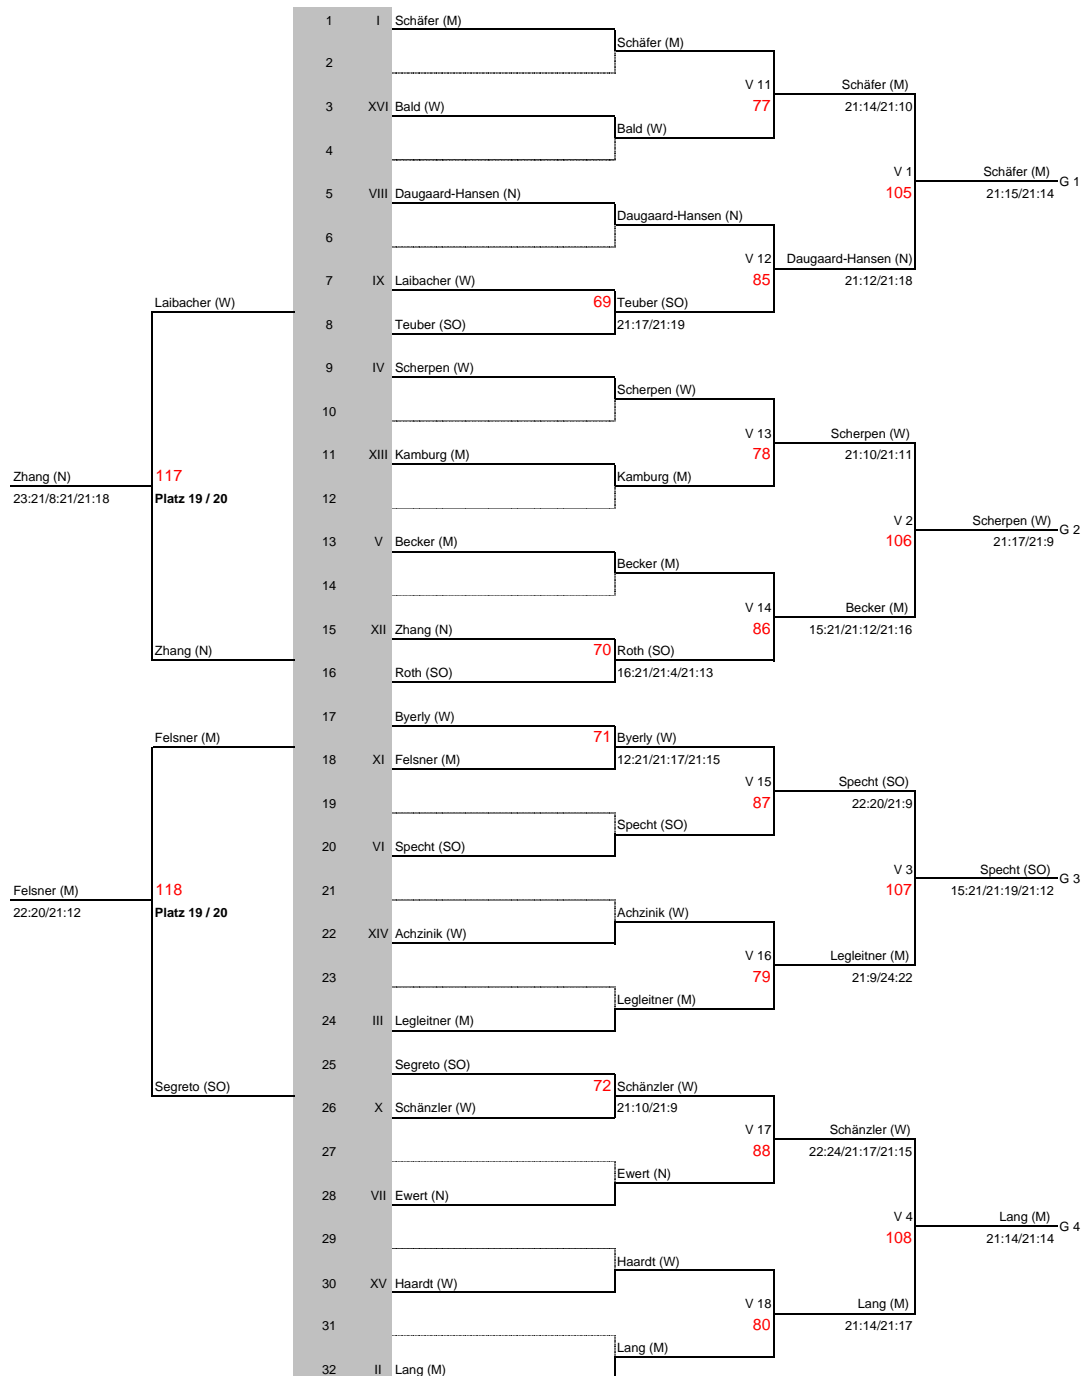 1 I Schäfer (M)
Schäfer (M)
2
V 11 Schäfer (M)
3 XVI Bald (W) 77 21:14/21:10
Bald (W)
4
V 1 Schäfer (M) G 1
5 VIII Daugaard-Hansen (N) 105 21:15/21:14
Daugaard-Hansen (N)
6
V 12 Daugaard-Hansen (N)
7 IX Laibacher (W) 85 21:12/21:18
Laibacher (W) 69 Teuber (SO)
8 Teuber (SO) 21:17/21:19
9 IV Scherpen (W)
Scherpen (W)
10
V 13 Scherpen (W)
11 XIII Kamburg (M) 78 21:10/21:11
Zhang (N) 117 Kamburg (M)
23:21/8:21/21:18 Platz 19 / 20 12
V 2 Scherpen (W) G 2
13 V Becker (M) 106 21:17/21:9
Becker (M)
14
V 14 Becker (M)
15 XII Zhang (N) 86 15:21/21:12/21:16
Zhang (N) 70 Roth (SO)
16 Roth (SO) 16:21/21:4/21:13
17 Byerly (W)
Felsner (M) 71 Byerly (W)
18 XI Felsner (M) 12:21/21:17/21:15
V 15 Specht (SO)
19 87 22:20/21:9
Specht (SO)
20 VI Specht (SO)
V 3 Specht (SO) G 3
Felsner (M) 118 21 107 15:21/21:19/21:12
22:20/21:12 Platz 19 / 20 Achzinik (W)
22 XIV Achzinik (W)
V 16 Legleitner (M)
23 79 21:9/24:22
Legleitner (M)
24 III Legleitner (M)
25 Segreto (SO)
Segreto (SO) 72 Schänzler (W)
26 X Schänzler (W) 21:10/21:9
V 17 Schänzler (W)
27 88 22:24/21:17/21:15
Ewert (N)
28 VII Ewert (N)
V 4 Lang (M) G 4
29 108 21:14/21:14
Haardt (W)
30 XV Haardt (W)
V 18 Lang (M)
31 80 21:14/21:17
Lang (M)
32 II Lang (M)